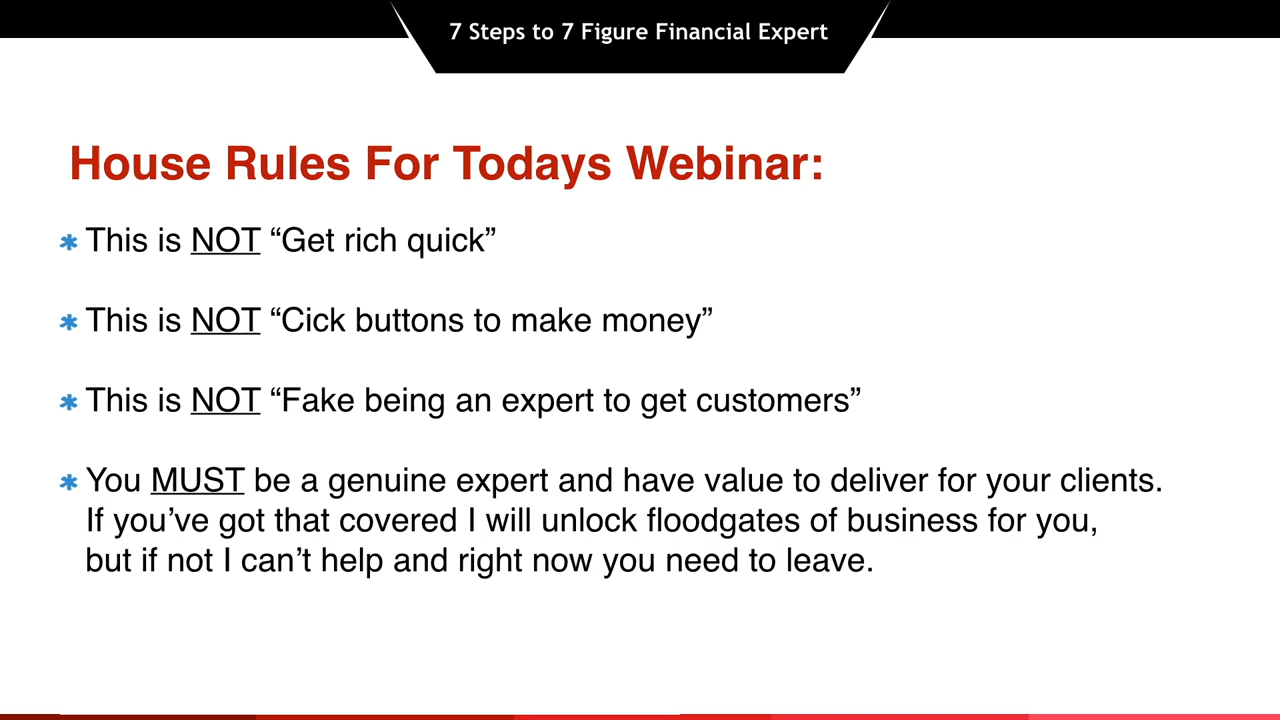 7 Steps to 7 Figure Financial Expert
House Rules For Todays Webinar:
* This is NOT “Get rich quick”
* This is NOT “Cick buttons to make money”
* This is NOT “Fake being an expert to get customers”
* You MUST be a genuine expert and have value to deliver for your clients.
If you’ve got that covered I will unlock floodgates of business for you,
but if not I can’t help and right now you need to leave.